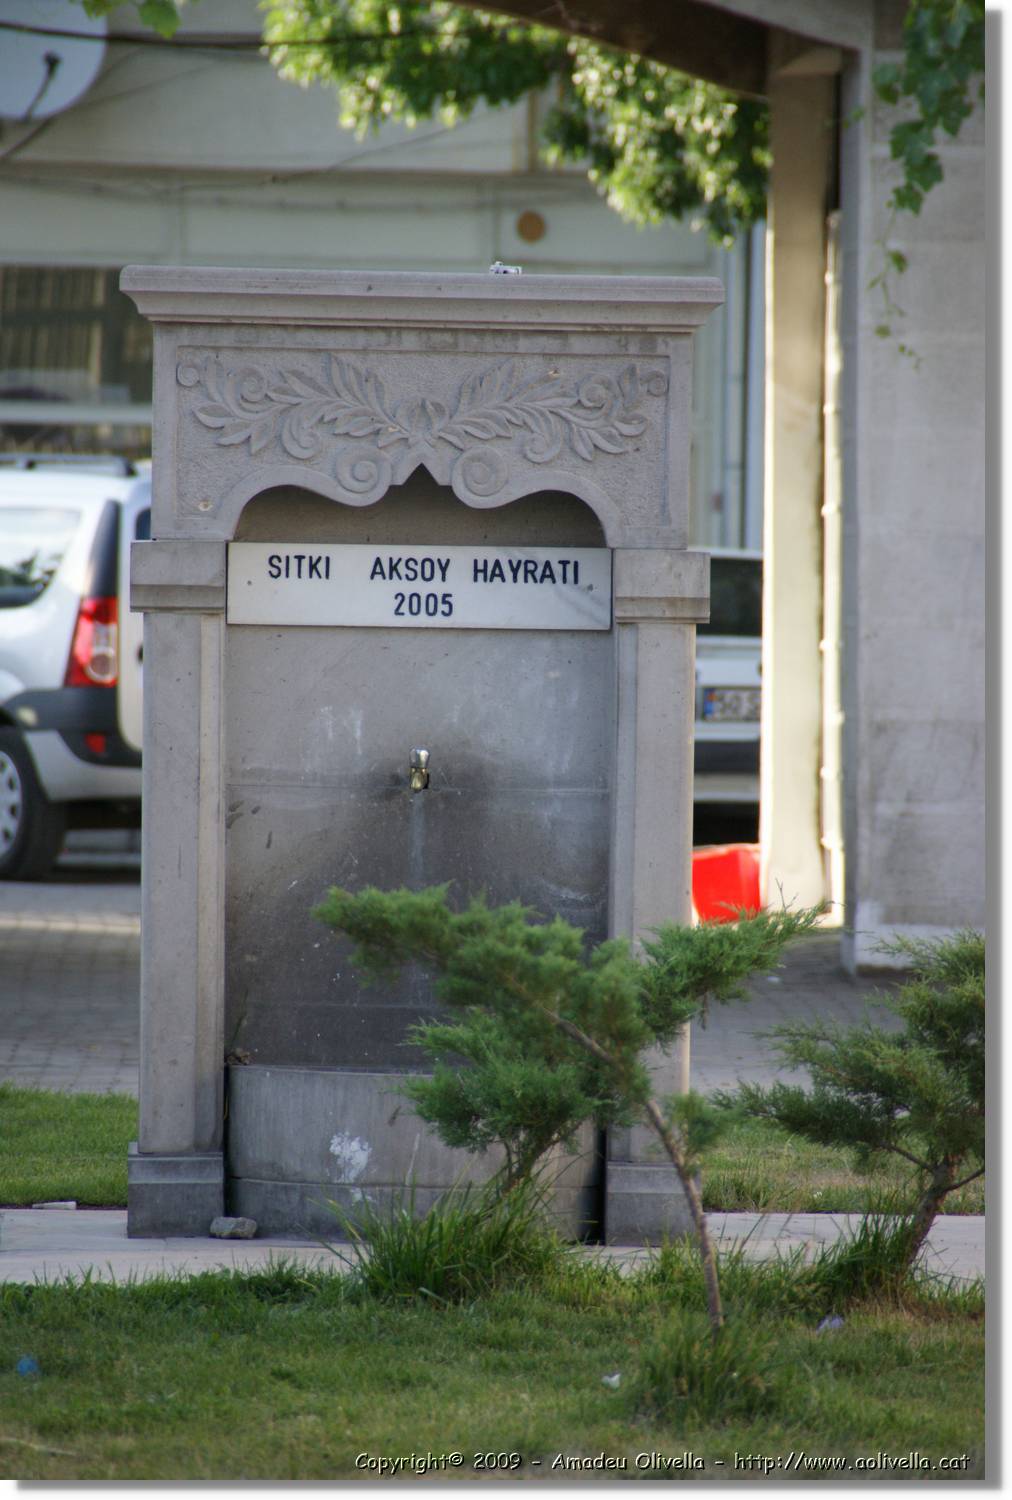 SITKI AKSOY HAYRATI
2005
Copyright© 2009 - Amadeu Olivella - http://www.aolivella.cat